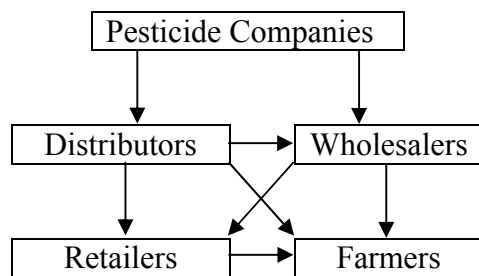 Pesticide Companies
Distributors
Wholesalers
Retailers
Farmers